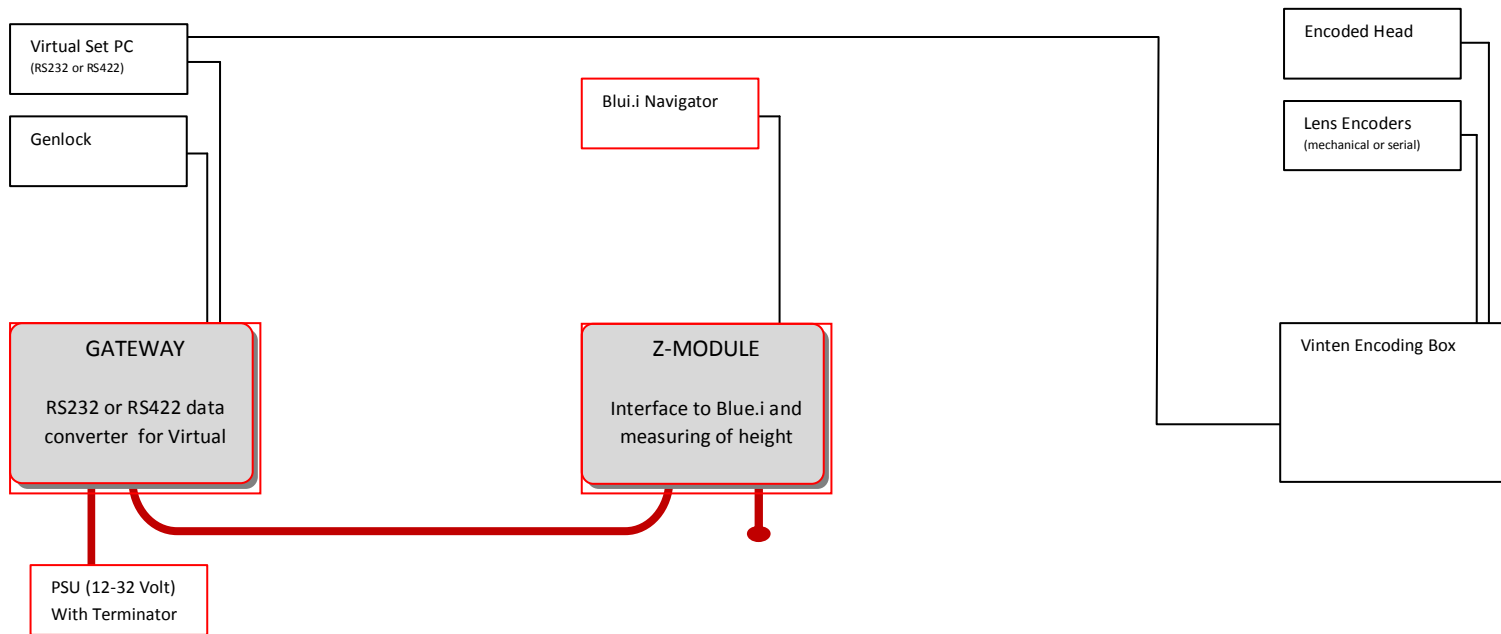 Virtual Set PC
(RS232 or RS422)
Genlock
Blui.i Navigator
Encoded Head
Lens Encoders
(mechanical or serial)
GATEWAY
RS232 or RS422 data
converter for Virtual
Z-MODULE
Interface to Blue.i and
measuring of height
Vinten Encoding Box
PSU (12-32 Volt)
With Terminator